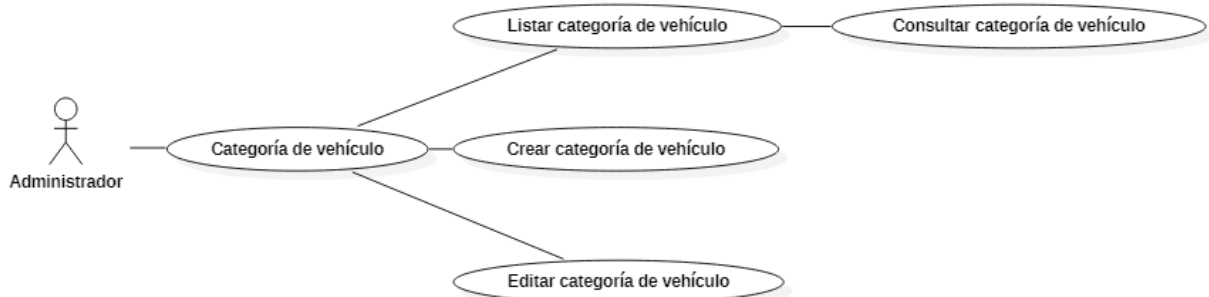 Listar categoría de vehículo
Consultar categoría de vehículo
Categoría de vehículo
Crear categoría de vehículo
Administrador
Editar categoría de vehículo